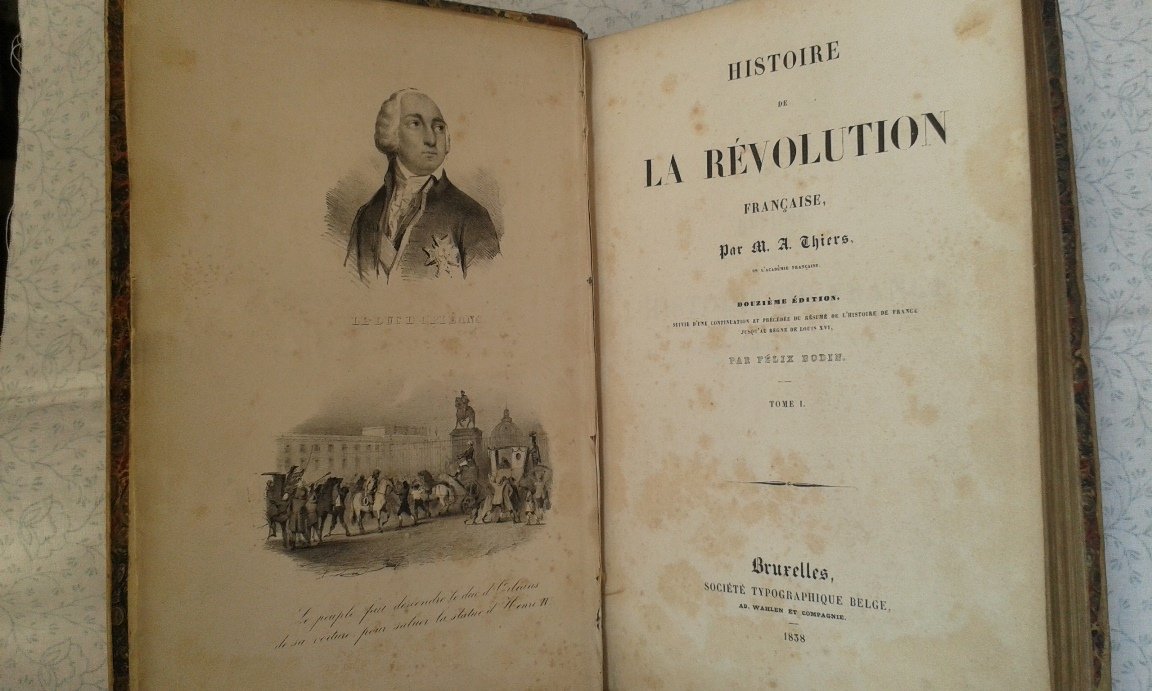 LE DUC D'ORLÉANS
Le peuple fait descendre le duc d'Orléans
de sa voiture pour saluer la statue d'Henri IV
HISTOIRE
DE
LA RÉVOLUTION
FRANÇAISE,
Par M. A. Thiers,
DE L'ACADÉMIE FRANÇAISE.
DOUZIÈME ÉDITION,
SUIVIE D'UNE CONTINUATION ET PRÉCÉDÉE DU RÉSUMÉ DE L'HISTOIRE DE FRANCE
JUSQU'AU RÈGNE DE LOUIS XVI,
PAR FÉLIX BODIN.
TOME I.
Bruxelles,
SOCIÉTÉ TYPOGRAPHIQUE BELGE,
AD. WAHLEN ET COMPAGNIE.
1838